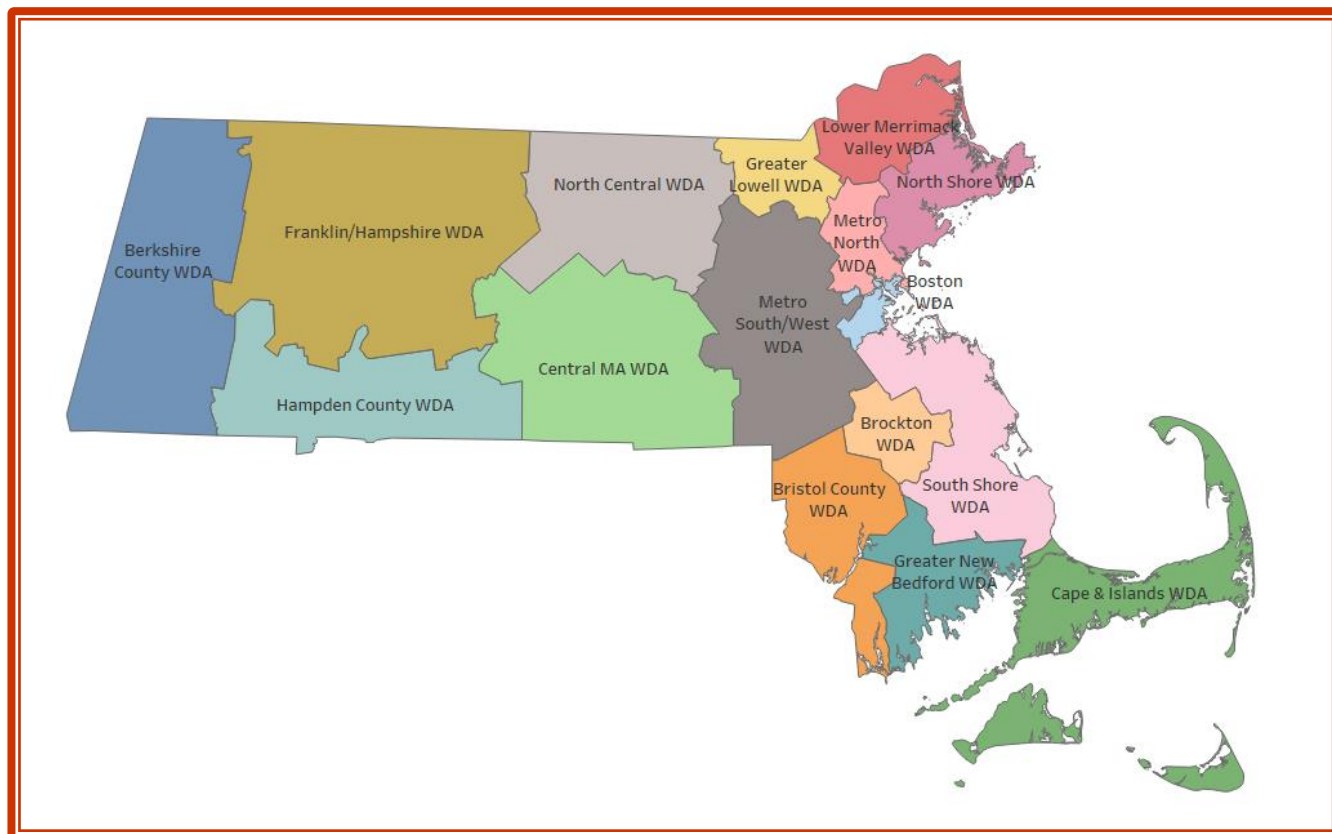 Lower Merrimack
Valley WDA
Greater
Lowell WDA
North Central WDA
North Shore WDA
Metro
North
WDA
Franklin/Hampshire WDA
Berkshire
County WDA
Boston
WDA
Metro
South/West
WDA
Central MA WDA
Hampden County WDA
Brockton
WDA
Bristol County
WDA
South Shore
WDA
Greater New
Bedford WDA
Cape & Islands WDA